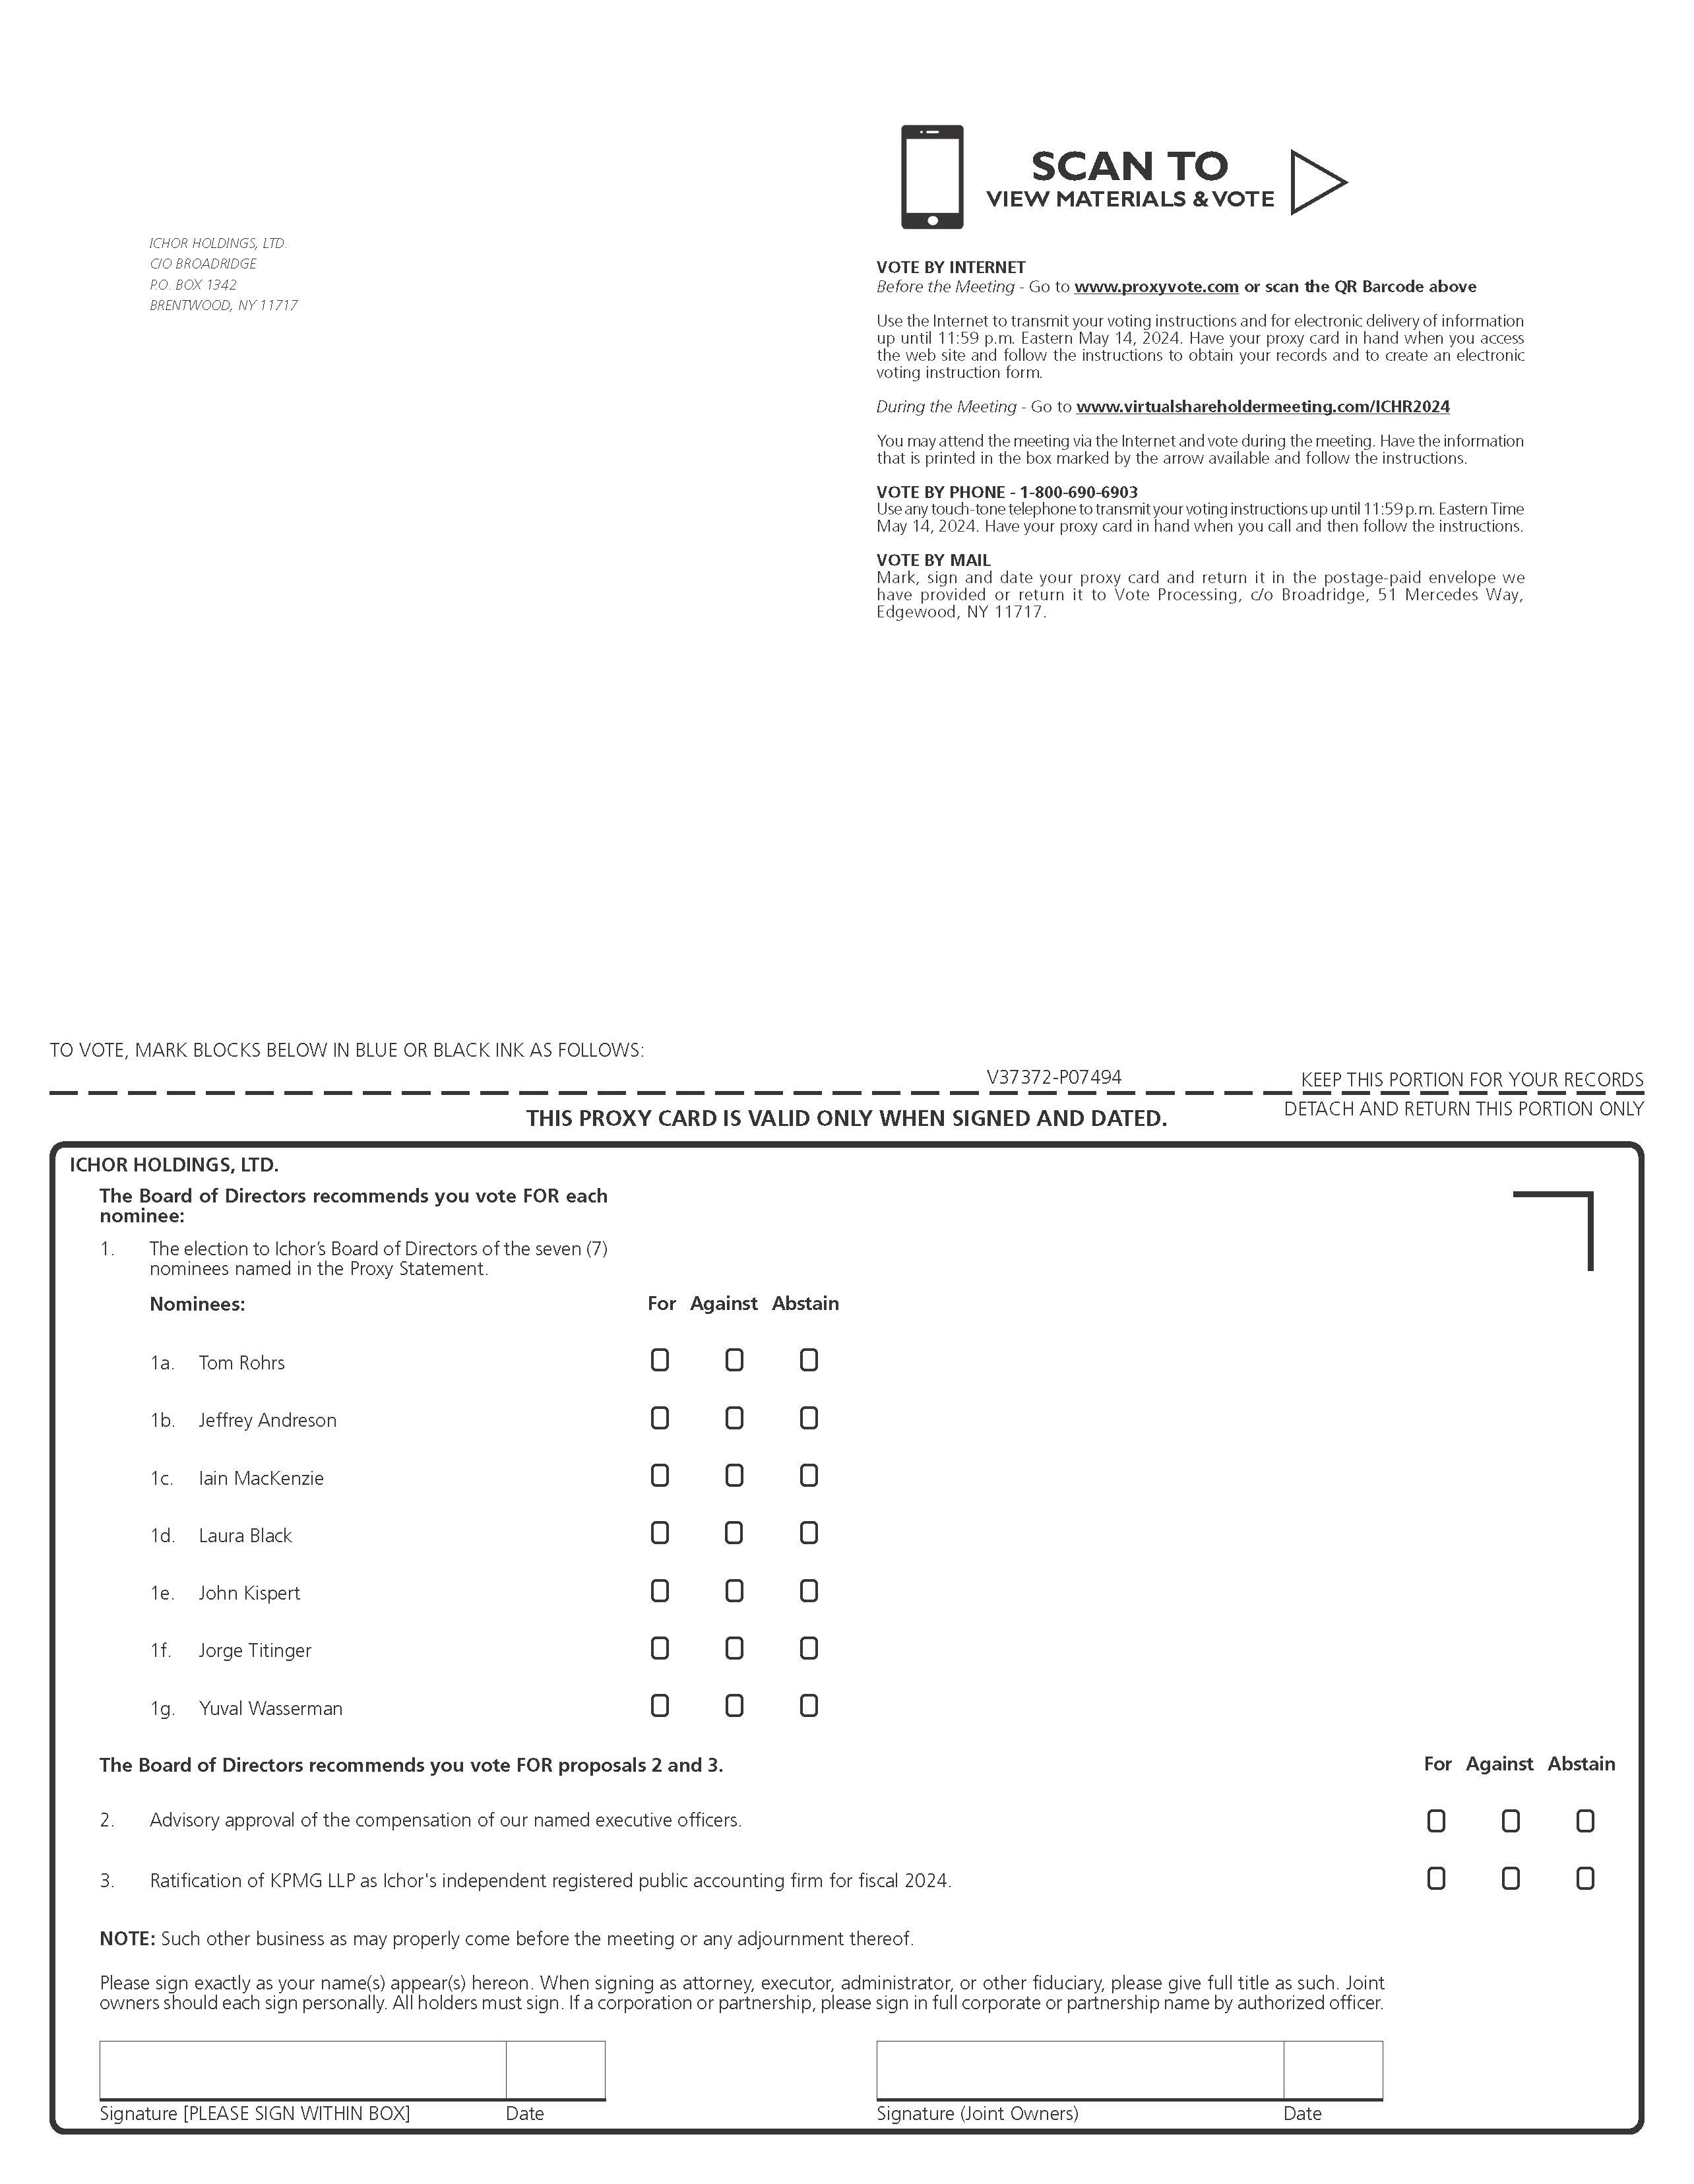 SCAN TO
VIEW MATERIALS & VOTE
ICHOR HOLDINGS, LTD.
C/O BROADRIDGE
P.O. BOX 1342
BRENTWOOD, NY 11717
VOTE BY INTERNET
Before the Meeting - Go to www.proxyvote.com or scan the QR Barcode above
Use the Internet to transmit your voting instructions and for electronic delivery of information
up until 11:59 p.m. Eastern May 14, 2024. Have your proxy card in hand when you access
the web site and follow the instructions to obtain your records and to create an electronic
voting instruction form.
During the Meeting - Go to www.virtualshareholdermeeting.com/ICHR2024
You may attend the meeting via the Internet and vote during the meeting. Have the information
that is printed in the box marked by the arrow available and follow the instructions.
VOTE BY PHONE - 1-800-690-6903
Use any touch-tone telephone to transmit your voting instructions up until 11:59 p.m. Eastern Time
May 14, 2024. Have your proxy card in hand when you call and then follow the instructions.
VOTE BY MAIL
Mark, sign and date your proxy card and return it in the postage-paid envelope we
have provided or return it to Vote Processing, c/o Broadridge, 51 Mercedes Way,
Edgewood, NY 11717.
TO VOTE, MARK BLOCKS BELOW IN BLUE OR BLACK INK AS FOLLOWS:
V37372-P07494 KEEP THIS PORTION FOR YOUR RECORDS
DETACH AND RETURN THIS PORTION ONLY
THIS PROXY CARD IS VALID ONLY WHEN SIGNED AND DATED.
ICHOR HOLDINGS, LTD.
The Board of Directors recommends you vote FOR each
nominee:
1. The election to Ichor's Board of Directors of the seven (7)
nominees named in the Proxy Statement.
Nominees: For Against Abstain
1a. Tom Rohrs
1b. Jeffrey Andreson
1c. Iain MacKenzie
1d. Laura Black
1e. John Kispert
1f. Jorge Titinger
1g. Yuval Wasserman
The Board of Directors recommends you vote FOR proposals 2 and 3. For Against Abstain
2. Advisory approval of the compensation of our named executive officers.
3. Ratification of KPMG LLP as Ichor's independent registered public accounting firm for fiscal 2024.
NOTE: Such other business as may properly come before the meeting or any adjournment thereof.
Please sign exactly as your name(s) appear(s) hereon. When signing as attorney, executor, administrator, or other fiduciary, please give full title as such. Joint
owners should each sign personally. All holders must sign. If a corporation or partnership, please sign in full corporate or partnership name by authorized officer.
Signature [PLEASE SIGN WITHIN BOX] Date Signature (Joint Owners) Date